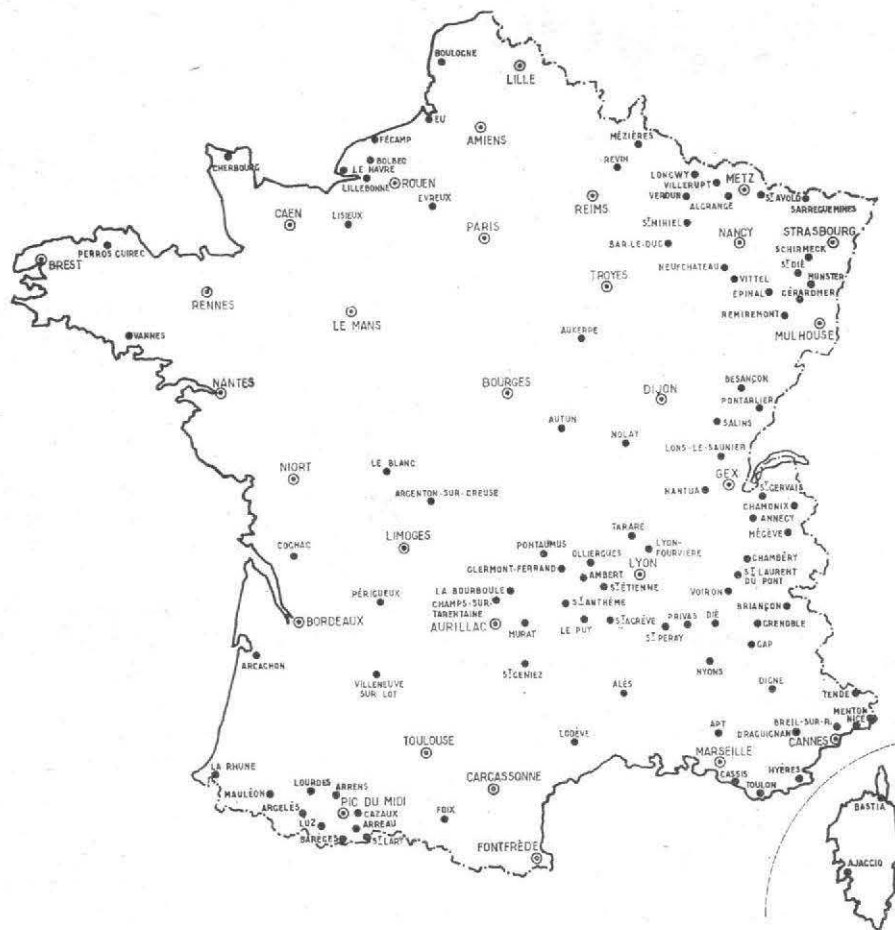 BOULOGNE
LILLE
EU
AMIENS
FÉCAMP
MÉZIÈRES
BOLBEC
REVIN
CHERBOURG
LE HAVRE
LILLEBONNE
ROUEN
LONGWY
VILLERUPT
METZ
VERDUN
ALGRANGE
ST AVOLD
SARREGUEMINES
EVREUX
REIMS
CAEN
LISIEUX
ST MIHIEL
PARIS
BAR-LE-DUC
NANCY
STRASBOURG
SCHIRMECK
PERROS GUIREC
BREST
NEUFCHATEAU
ST DIÉ
VITTEL
MUNSTER
TROYES
EPINAL
GÉRARDMER
RENNES
LE MANS
REMIREMONT
AUXERRE
MULHOUSE
VANNES
NANTES
BOURGES
DIJON
BESANÇON
PONTARLIER
AUTUN
SALINS
NOLAY
LONS-LE-SAUNIER
NIORT
LE BLANC
GEX
ARGENTON-SUR-CREUSE
NANTUA
ST GERVAIS
CHAMONIX
ANNECY
TARARE
MÉGÈVE
COGNAC
LIMOGES
PONTAUMUS
OLLIERGUES
LYON-
FOURVIÈRE
CHAMBÉRY
CLERMONT-FERRAND
LYON
AMBERT
ST LAURENT
DU PONT
ST ÉTIENNE
LA BOURBOULE
VOIRON
PÉRIGUEUX
CHAMPS-SUR-
TARENTAINE
ST ANTHÈME
BRIANÇON
BORDEAUX
AURILLAC
MURAT
LE PUY
ST AGRÈVE
PRIVAS
DIÉ
GRENOBLE
ST PERAY
GAP
ARCACHON
ST GENIEZ
NYONS
VILLENEUVE
SUR LOT
ALÈS
DIGNE
TENDE
MENTON
NICE
BREIL-SUR-R.
APT
DRAGUIGNAN
CANNES
LODÈVE
TOULOUSE
MARSEILLE
LA RHUNE
CARCASSONNE
CASSIS
HYÈRES
TOULON
MAULÉON
LOURDES
ARRENS
ARGELÈS
PIC DU MIDI
CAZAUX
FOIX
LUZ
ARREAU
BARÈGES
ST LARY
FONTFRÈDE
BASTIA
AJACCIO